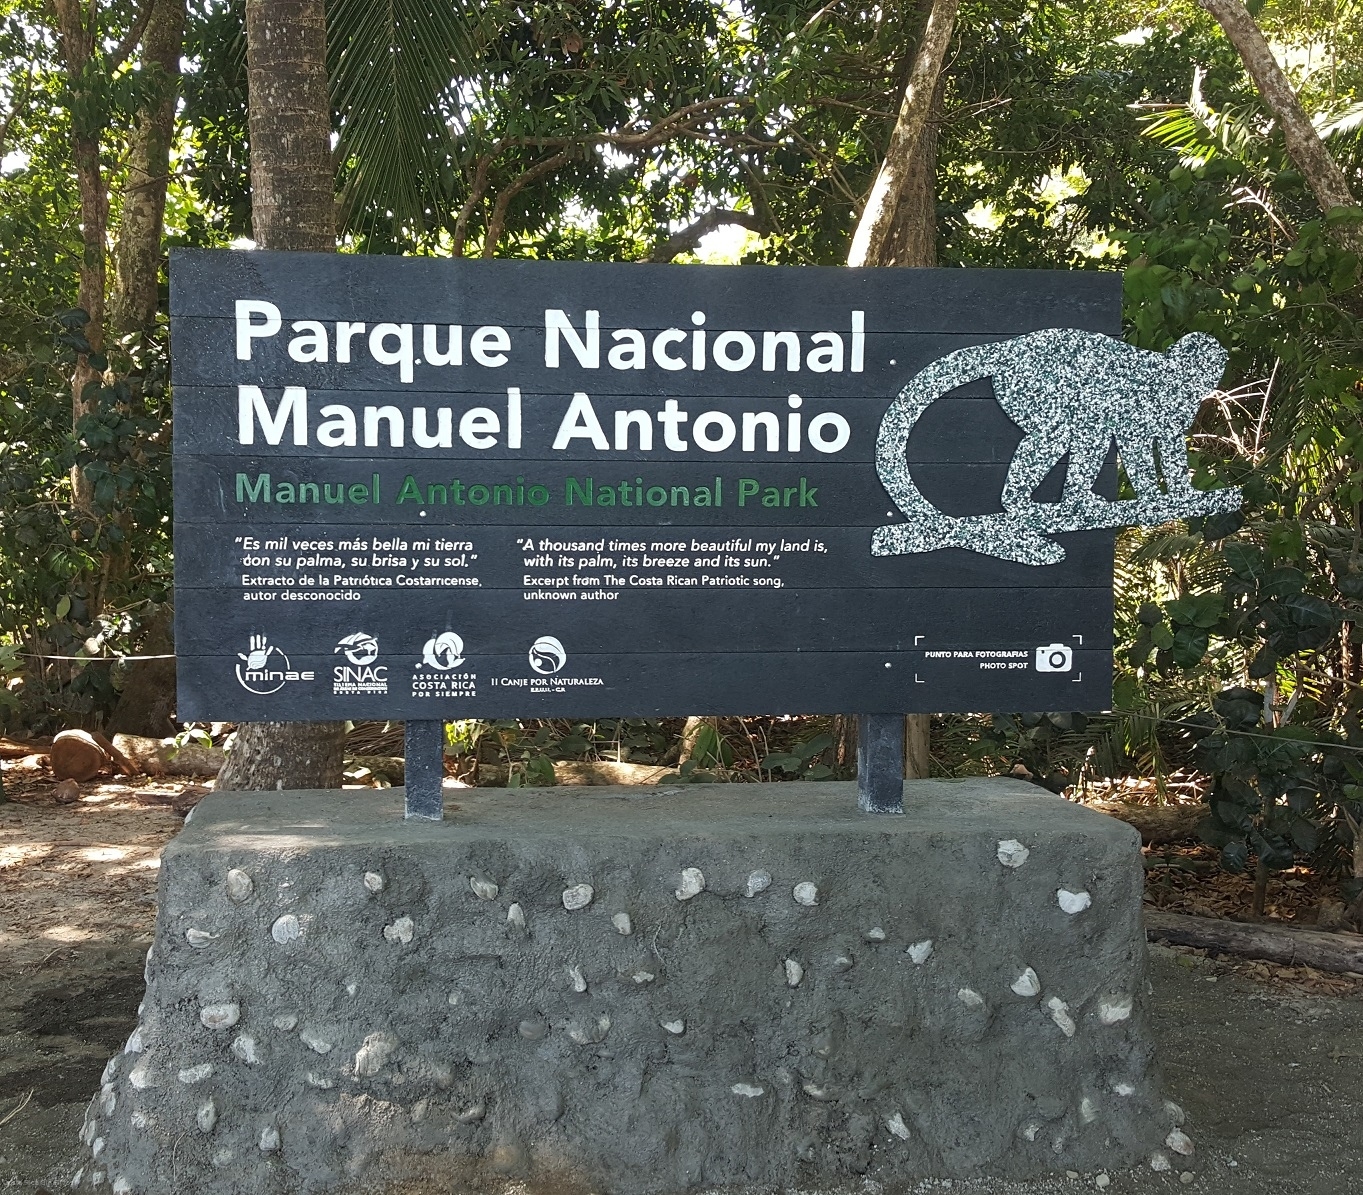 Parque Nacional
Manuel Antonio
Manuel Antonio National Park
"Es mil veces más bella mi tierra
con su palma, su brisa y su sol."
Extracto de la Patriótica Costarricense,
autor desconocido
"A thousand times more beautiful my land is,
with its palm, its breeze and its sun."
Excerpt from The Costa Rican Patriotic song,
unknown author
minae
SINAC
SISTEMA NACIONAL
DE AREAS DE CONSERVACION
COSTA RICA
ASOCIACIÓN
COSTA RICA
POR SIEMPRE
II CANJE POR NATURALEZA
E.E.U.U. - C.R
PUNTO PARA FOTOGRAFIAS
PHOTO SPOT